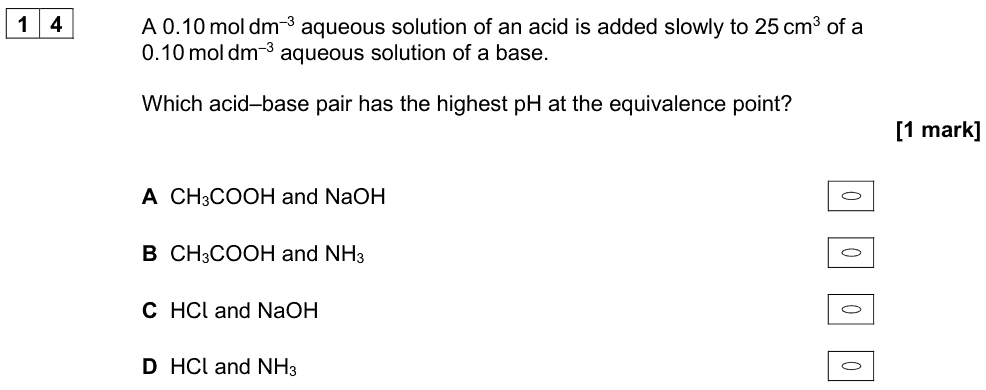 1 4
A 0.10 mol dm⁻³ aqueous solution of an acid is added slowly to 25 cm³ of a
0.10 mol dm⁻³ aqueous solution of a base.
Which acid–base pair has the highest pH at the equivalence point?
[1 mark]
A CH₃COOH and NaOH
B CH₃COOH and NH₃
C HCl and NaOH
D HCl and NH₃